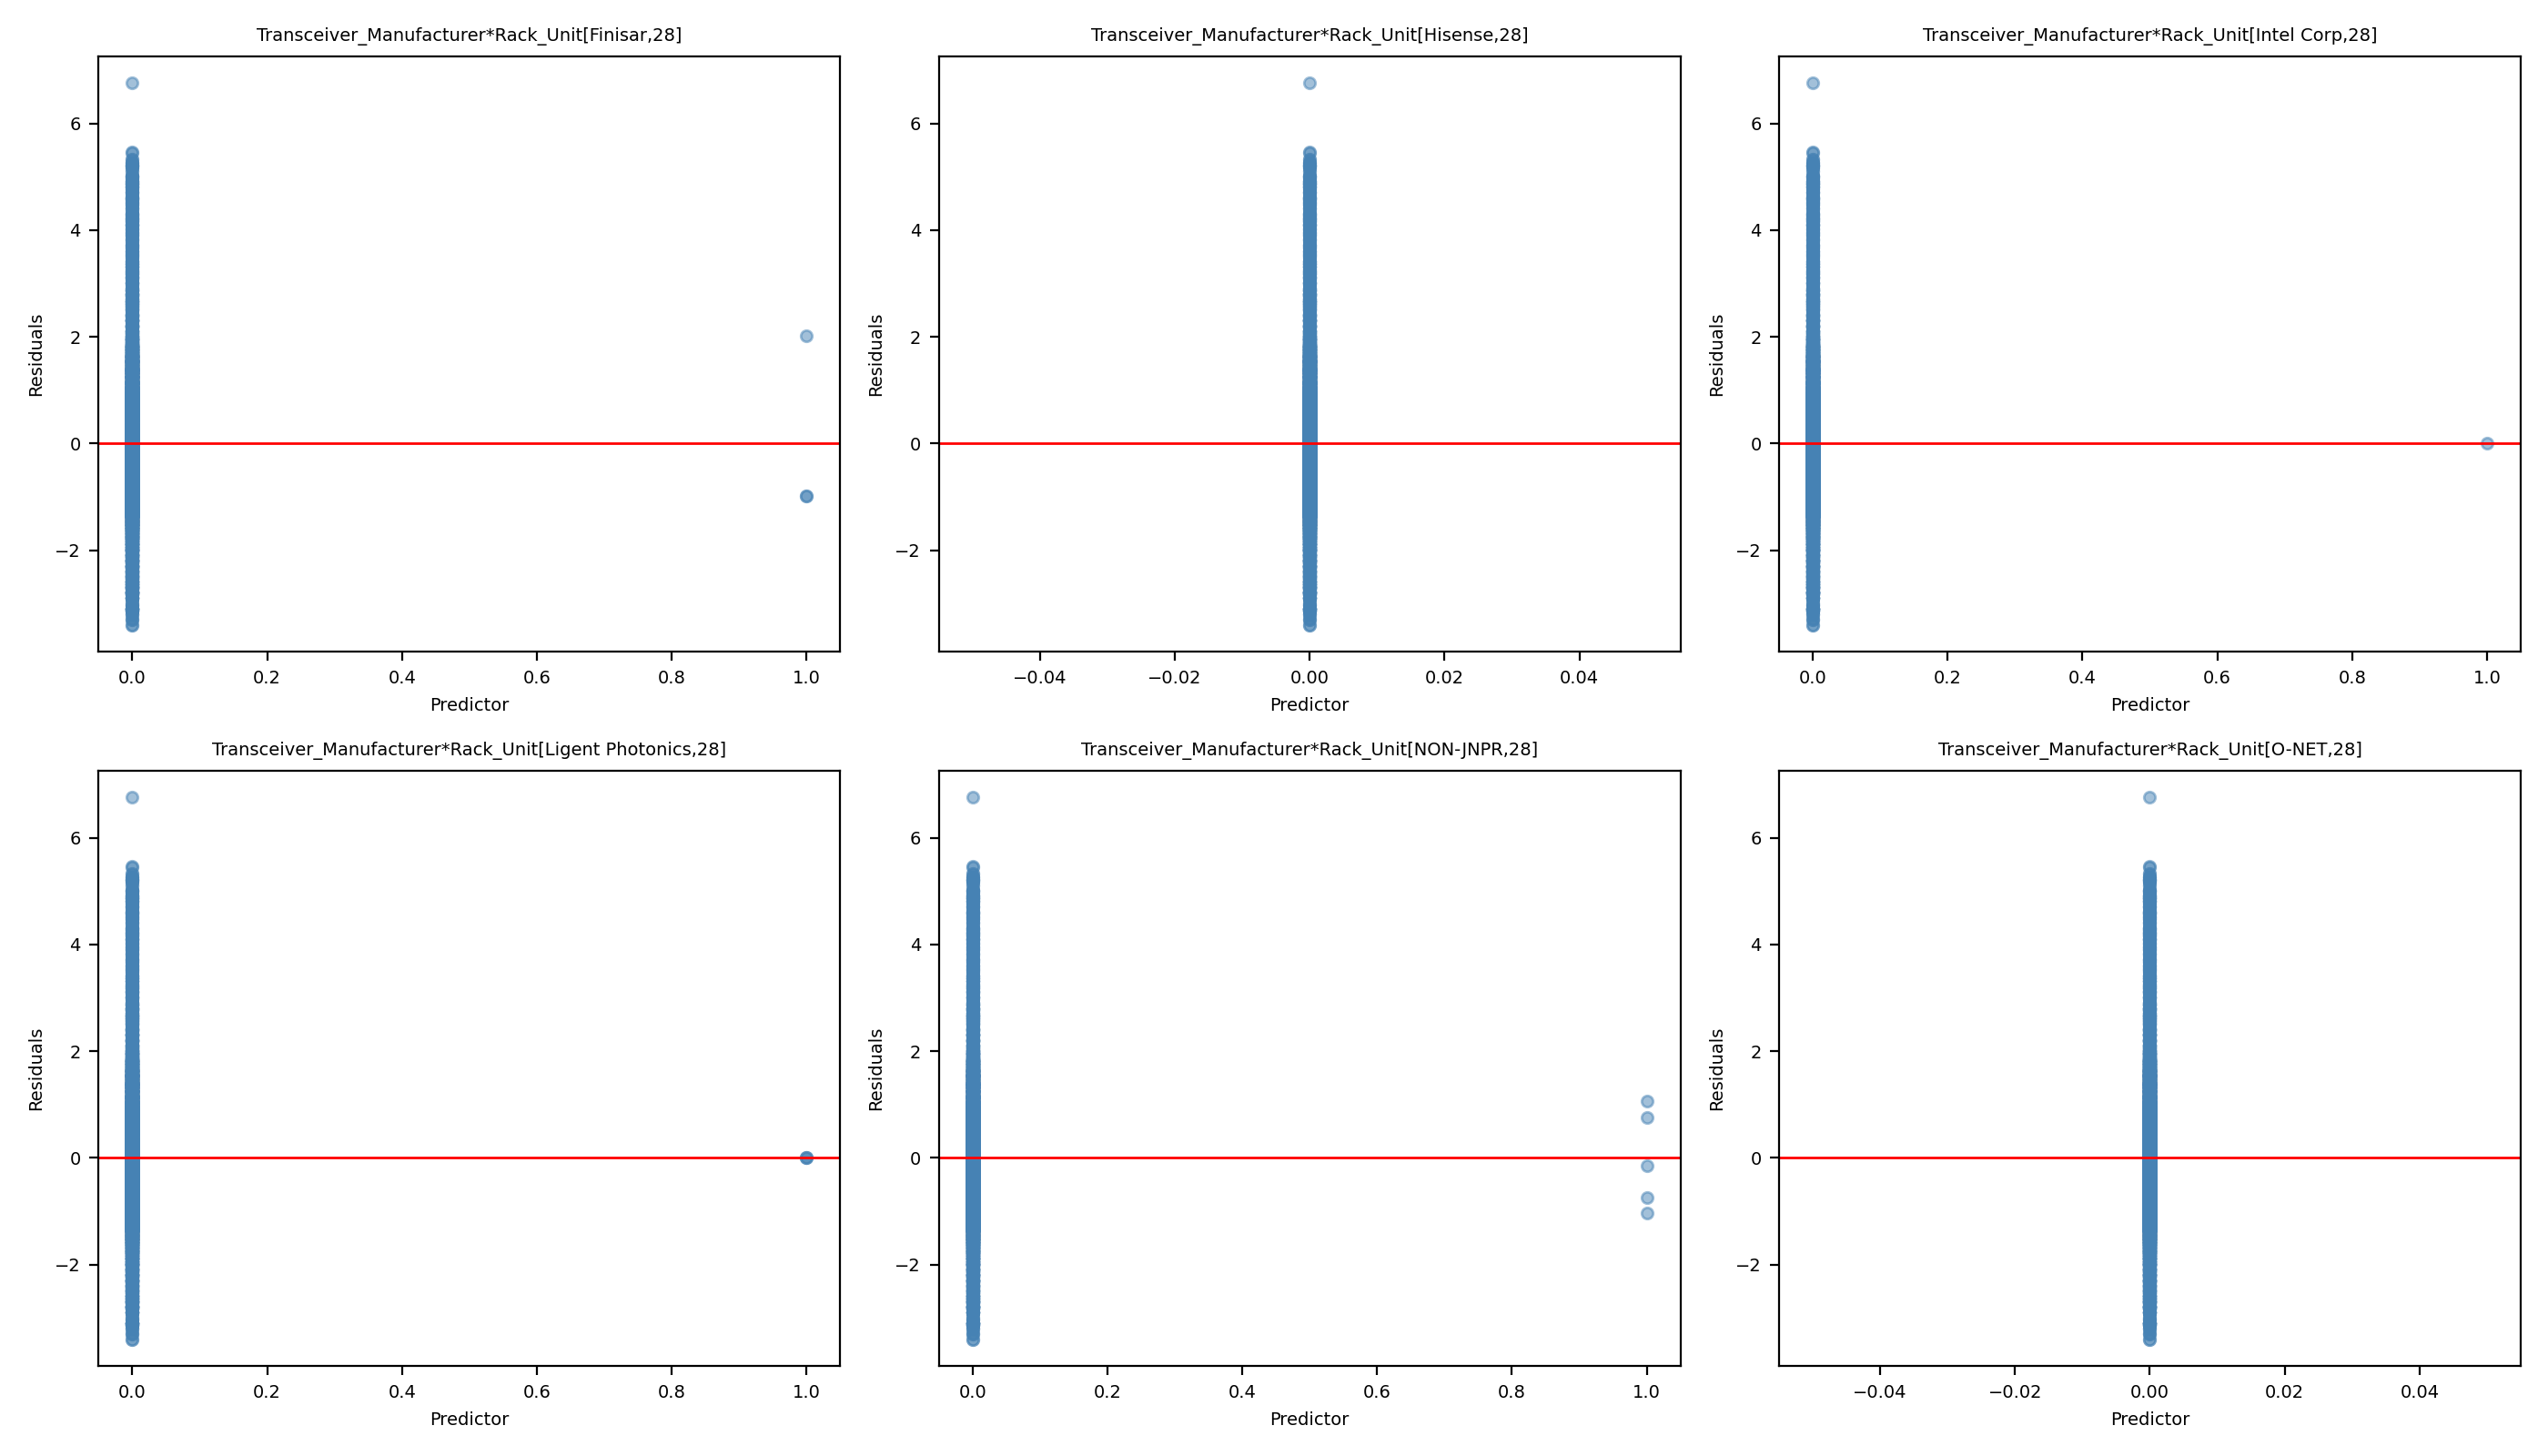 Transceiver_Manufacturer*Rack_Unit[Finisar,28]
6
4
2
0
−2
Residuals
0.0 0.2 0.4 0.6 0.8 1.0
Predictor
Transceiver_Manufacturer*Rack_Unit[Hisense,28]
6
4
2
0
−2
Residuals
−0.04 −0.02 0.00 0.02 0.04
Predictor
Transceiver_Manufacturer*Rack_Unit[Intel Corp,28]
6
4
2
0
−2
Residuals
0.0 0.2 0.4 0.6 0.8 1.0
Predictor
Transceiver_Manufacturer*Rack_Unit[Ligent Photonics,28]
6
4
2
0
−2
Residuals
0.0 0.2 0.4 0.6 0.8 1.0
Predictor
Transceiver_Manufacturer*Rack_Unit[NON-JNPR,28]
6
4
2
0
−2
Residuals
0.0 0.2 0.4 0.6 0.8 1.0
Predictor
Transceiver_Manufacturer*Rack_Unit[O-NET,28]
6
4
2
0
−2
Residuals
−0.04 −0.02 0.00 0.02 0.04
Predictor